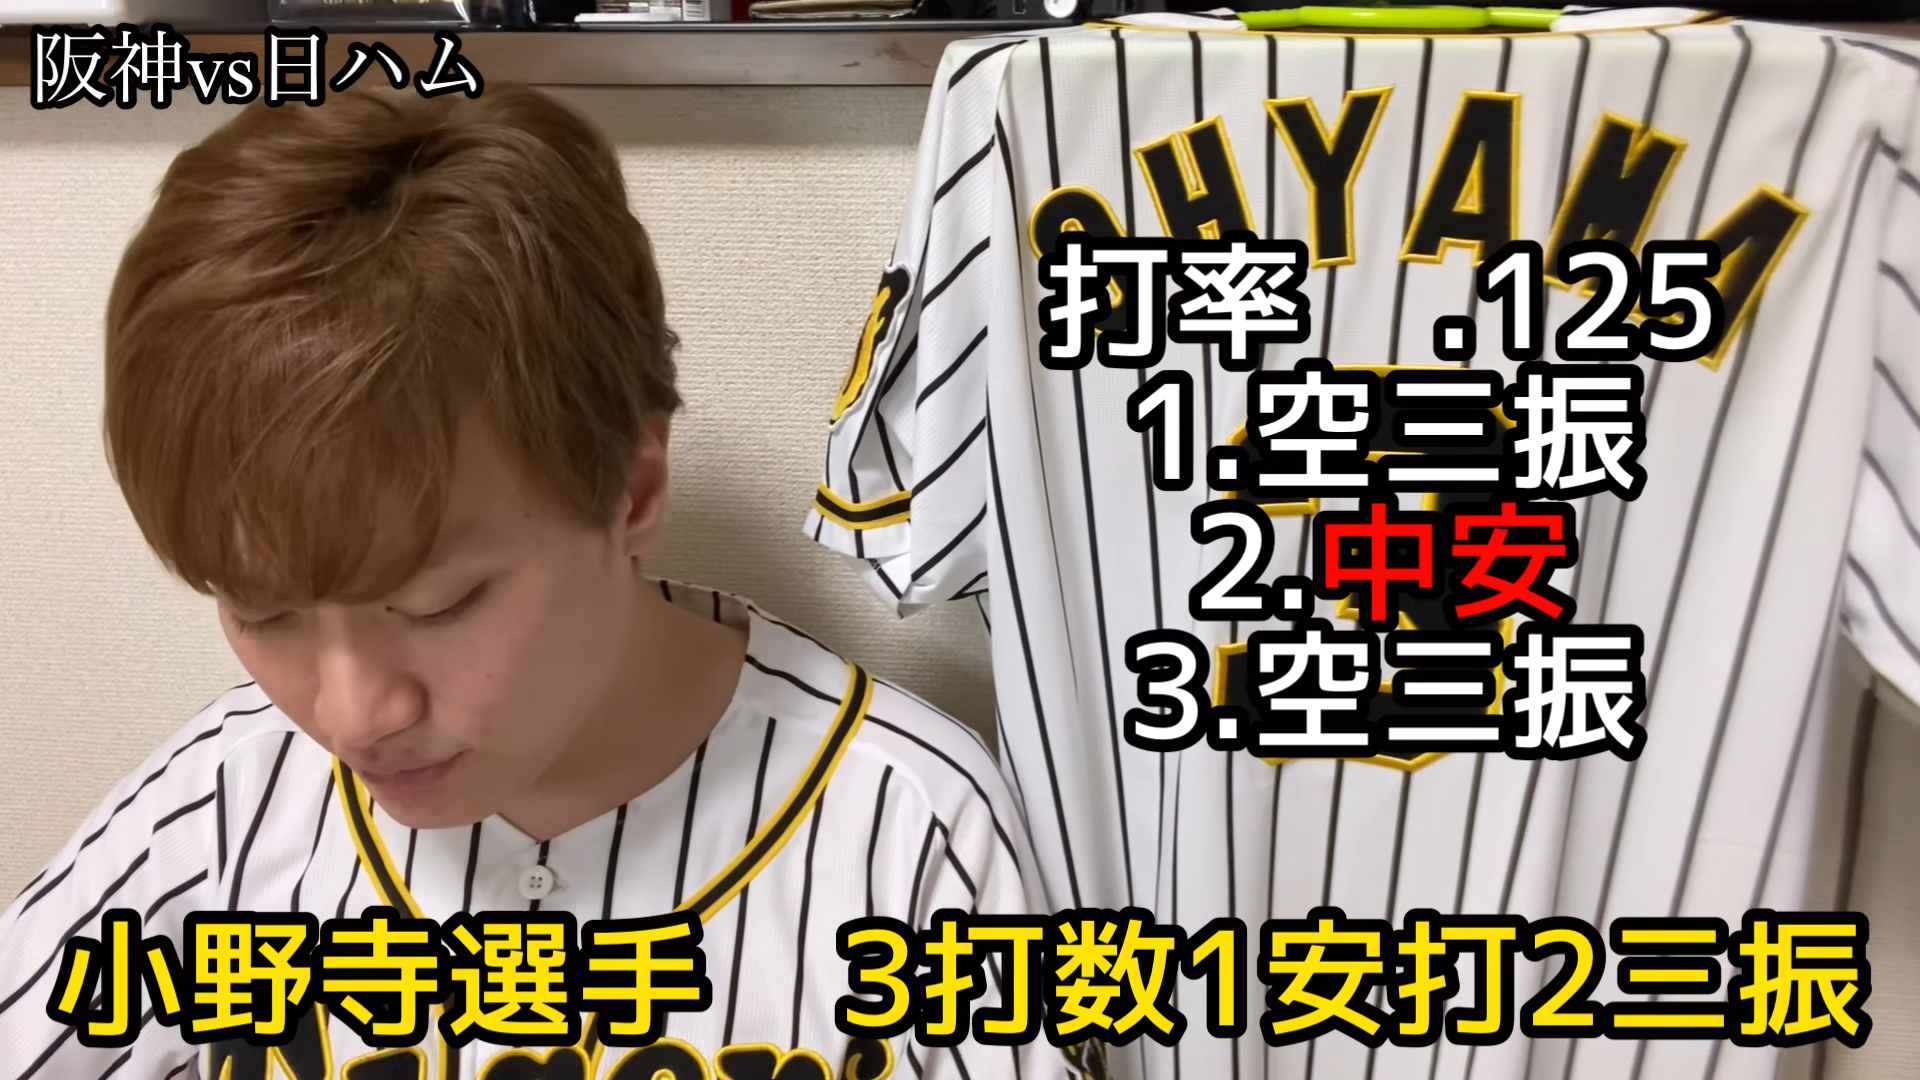 阪神vs日ハム
OHYAMA
打率　.125
1.空三振
2.中安
3.空三振
小野寺選手　3打数1安打2三振
Tigers